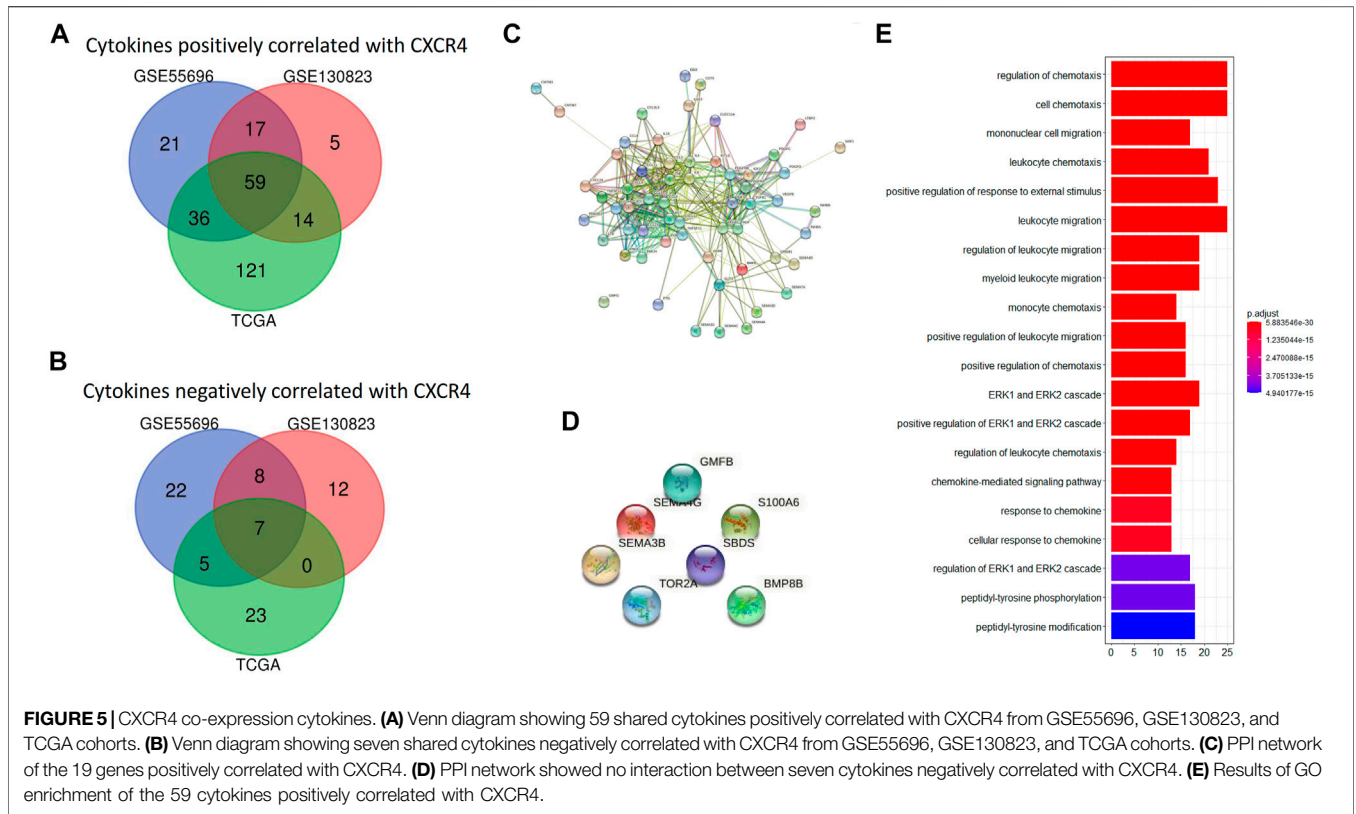 A
Cytokines positively correlated with CXCR4
GSE55696
GSE130823
21
17
5
59
36
14
121
TCGA
B
Cytokines negatively correlated with CXCR4
GSE55696
GSE130823
22
8
12
7
5
0
23
TCGA
C
D
GMFB
SEMA4G
S100A6
SEMA3B
SBDS
TOR2A
BMP8B
E
regulation of chemotaxis
cell chemotaxis
mononuclear cell migration
leukocyte chemotaxis
positive regulation of response to external stimulus
leukocyte migration
regulation of leukocyte migration
myeloid leukocyte migration
monocyte chemotaxis
positive regulation of leukocyte migration
positive regulation of chemotaxis
ERK1 and ERK2 cascade
positive regulation of ERK1 and ERK2 cascade
regulation of leukocyte chemotaxis
chemokine-mediated signaling pathway
response to chemokine
cellular response to chemokine
regulation of ERK1 and ERK2 cascade
peptidyl-tyrosine phosphorylation
peptidyl-tyrosine modification
0 5 10 15 20 25
p.adjust
5.883546e-30
1.235044e-15
2.470088e-15
3.705133e-15
4.940177e-15
FIGURE 5 | CXCR4 co-expression cytokines. (A) Venn diagram showing 59 shared cytokines positively correlated with CXCR4 from GSE55696, GSE130823, and
TCGA cohorts. (B) Venn diagram showing seven shared cytokines negatively correlated with CXCR4 from GSE55696, GSE130823, and TCGA cohorts. (C) PPI network
of the 19 genes positively correlated with CXCR4. (D) PPI network showed no interaction between seven cytokines negatively correlated with CXCR4. (E) Results of GO
enrichment of the 59 cytokines positively correlated with CXCR4.